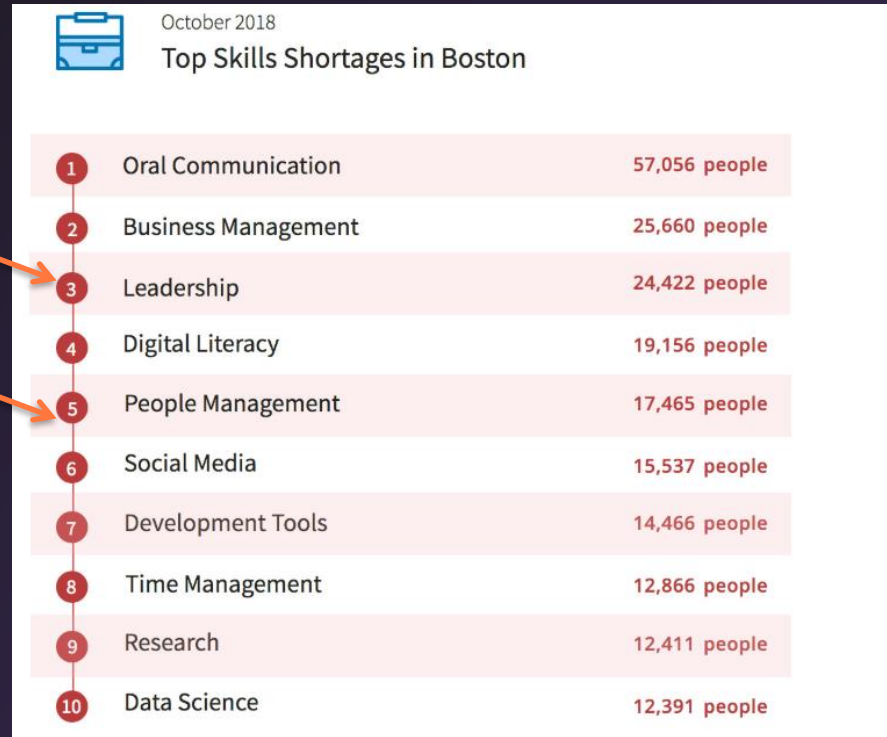 October 2018
Top Skills Shortages in Boston
1 Oral Communication 57,056 people
2 Business Management 25,660 people
3 Leadership 24,422 people
4 Digital Literacy 19,156 people
5 People Management 17,465 people
6 Social Media 15,537 people
7 Development Tools 14,466 people
8 Time Management 12,866 people
9 Research 12,411 people
10 Data Science 12,391 people